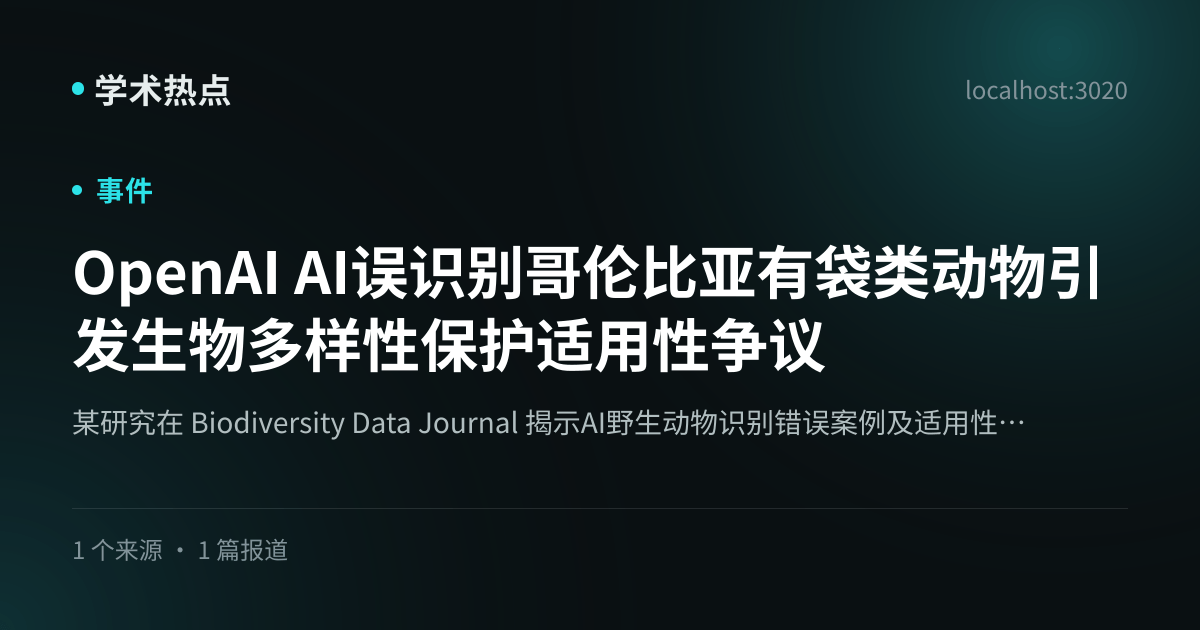 学术热点
localhost:3020
事件
OpenAI AI误识别哥伦比亚有袋类动物引
发生物多样性保护适用性争议
某研究在 Biodiversity Data Journal 揭示AI野生动物识别错误案例及适用性…
1 个来源 · 1 篇报道